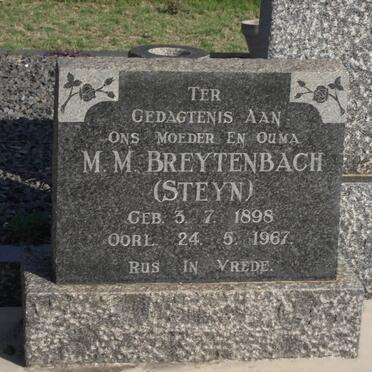 TER
GEDAGTENIS AAN
ONS MOEDER EN OUMA
M. M. BREYTENBACH
(STEYN)
GEB. 3. 7. 1898
OORL. 24. 5. 1967.
RUS IN VREDE.